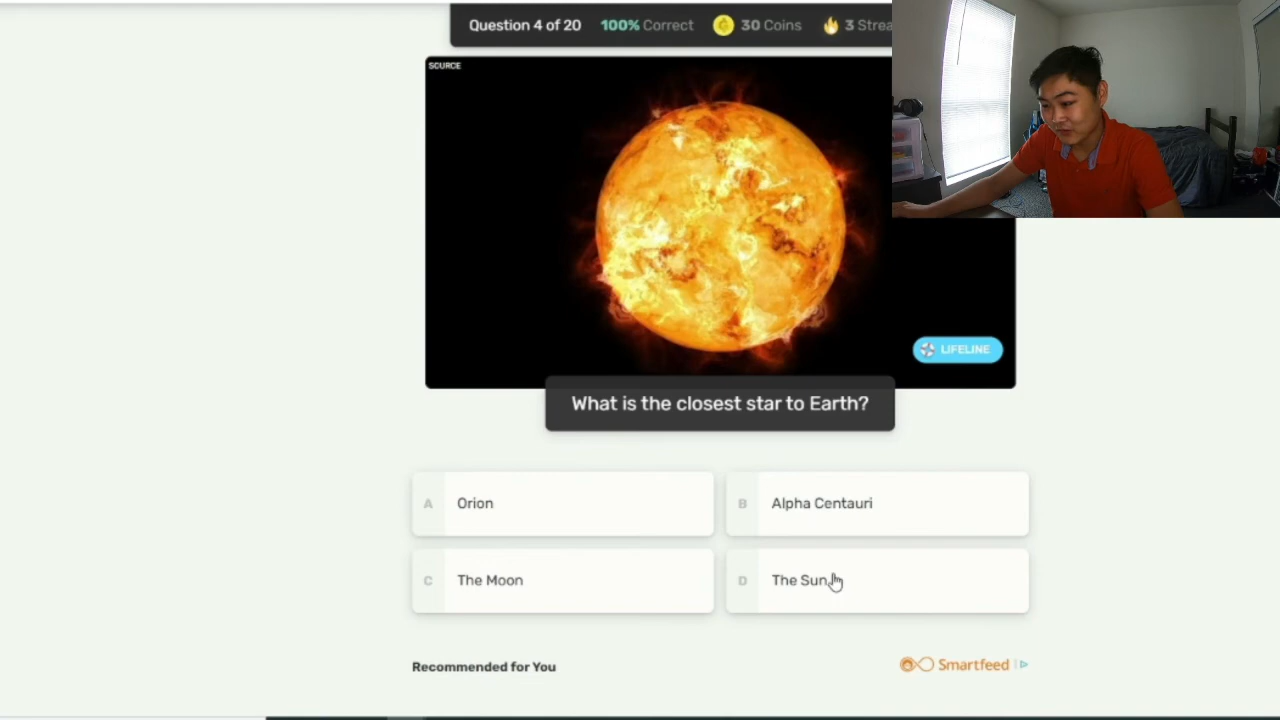 Question 4 of 20 100% Correct 30 Coins 3
SOURCE
LIFELINE
What is the closest star to Earth?
A Orion
B Alpha Centauri
C The Moon
D The Sun
Recommended for You
Smartfeed